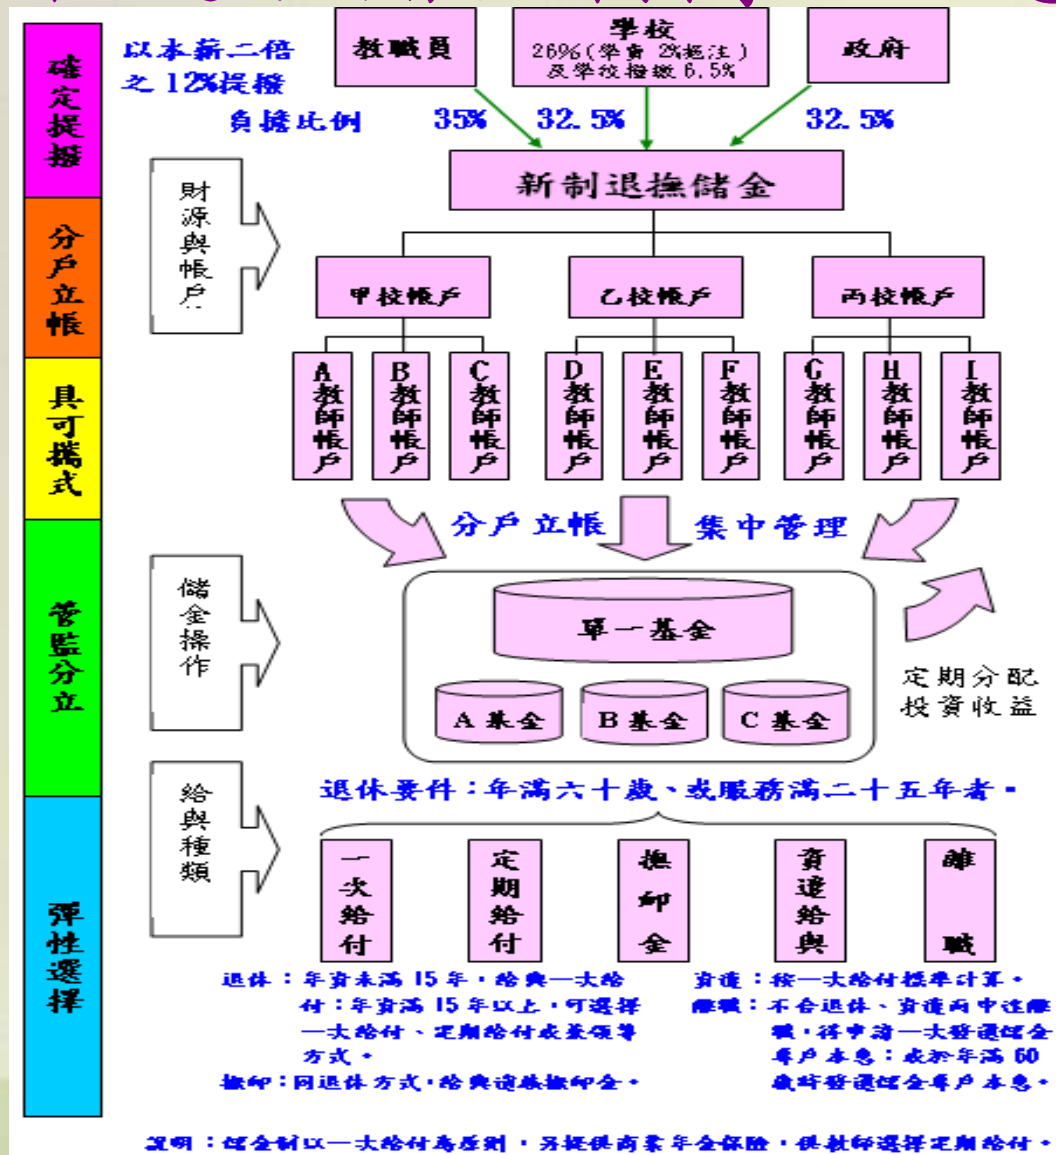 確定提撥
分戶立帳
具可攜式
管監分立
彈性選擇
以本薪二倍
之 12%提撥
教職員
學校
26%(學費 2%挹注)
及學校撥繳 6.5%
政府
負擔比例 35% 32.5% 32.5%
財源與帳戶
新制退撫儲金
甲校帳戶
乙校帳戶
丙校帳戶
A教師帳戶
B教師帳戶
C教師帳戶
D教師帳戶
E教師帳戶
F教師帳戶
G教師帳戶
H教師帳戶
I教師帳戶
分戶立帳 集中管理
儲金操作
單一基金
A 基金
B 基金
C 基金
定期分配
投資收益
給與種類
退休要件：年滿六十歲、或服務滿二十五年者。
一次給付
定期給付
撫卹金
資遣給與
離職
退休：年資未滿 15 年，給與一次給
付；年資滿 15 年以上，可選擇
一次給付、定期給付或兼領等
方式。
撫卹：同退休方式，給與遺族撫卹金。
資遣：按一次給付標準計算。
離職：不合退休、資遣而中途離
職，得申請一次發還儲金
專戶本息；或於年滿 60
歲時發還儲金專戶本息。
說明：儲金制以一次給付為原則，另提供商業年金保險，供教師選擇定期給付。